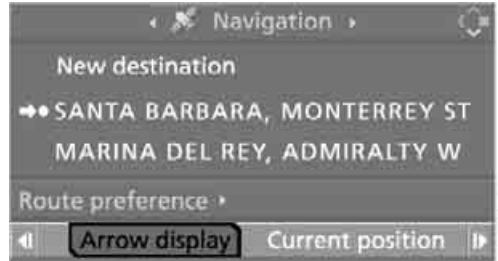 Navigation
New destination
SANTA BARBARA, MONTERREY ST
MARINA DEL REY, ADMIRALTY W
Route preference
Arrow display Current position